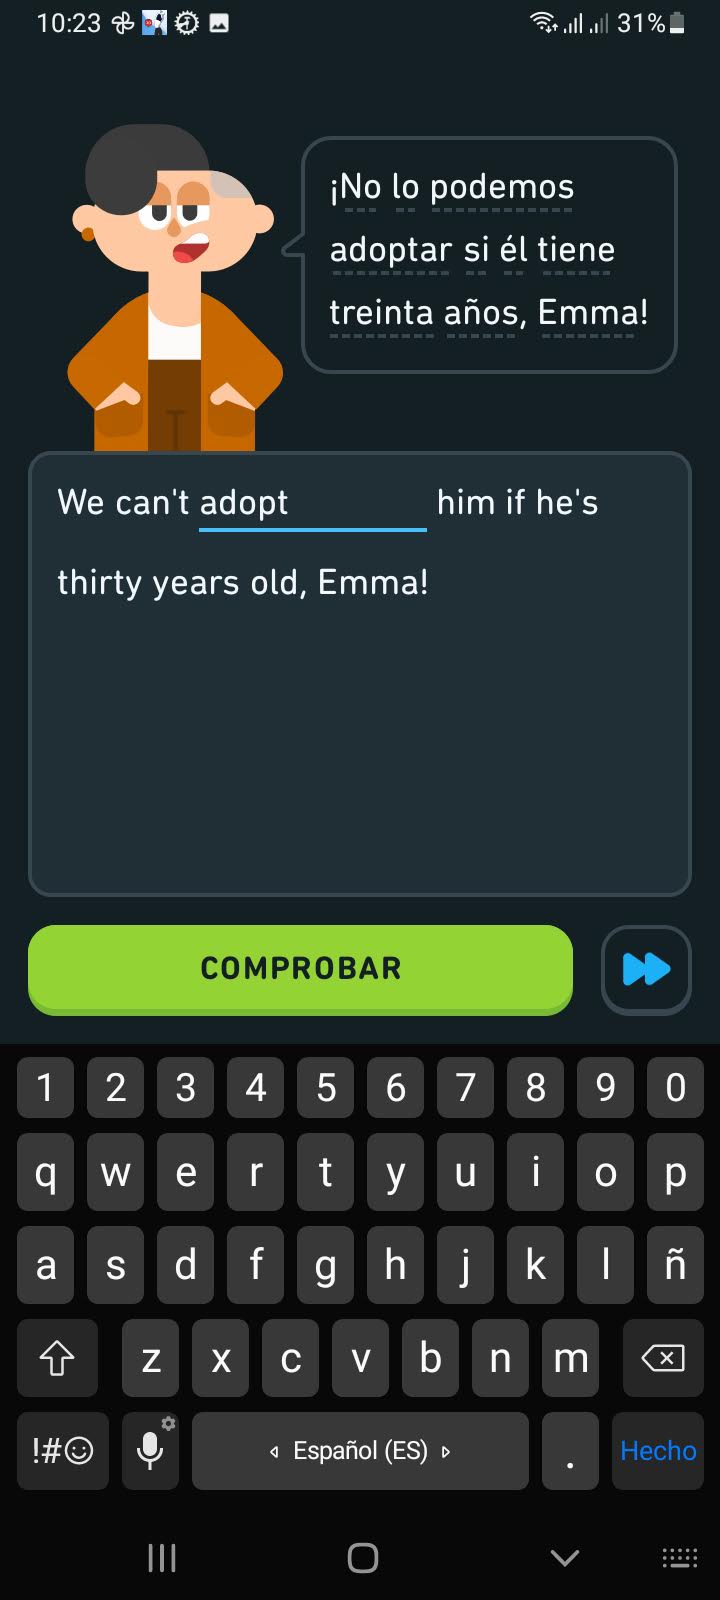 10:23 31%
¡No lo podemos
adoptar si él tiene
treinta años, Emma!
We can't adopt him if he's
thirty years old, Emma!
COMPROBAR
1 2 3 4 5 6 7 8 9 0
q w e r t y u i o p
a s d f g h j k l ñ
z x c v b n m
!#☺ Español (ES) . Hecho